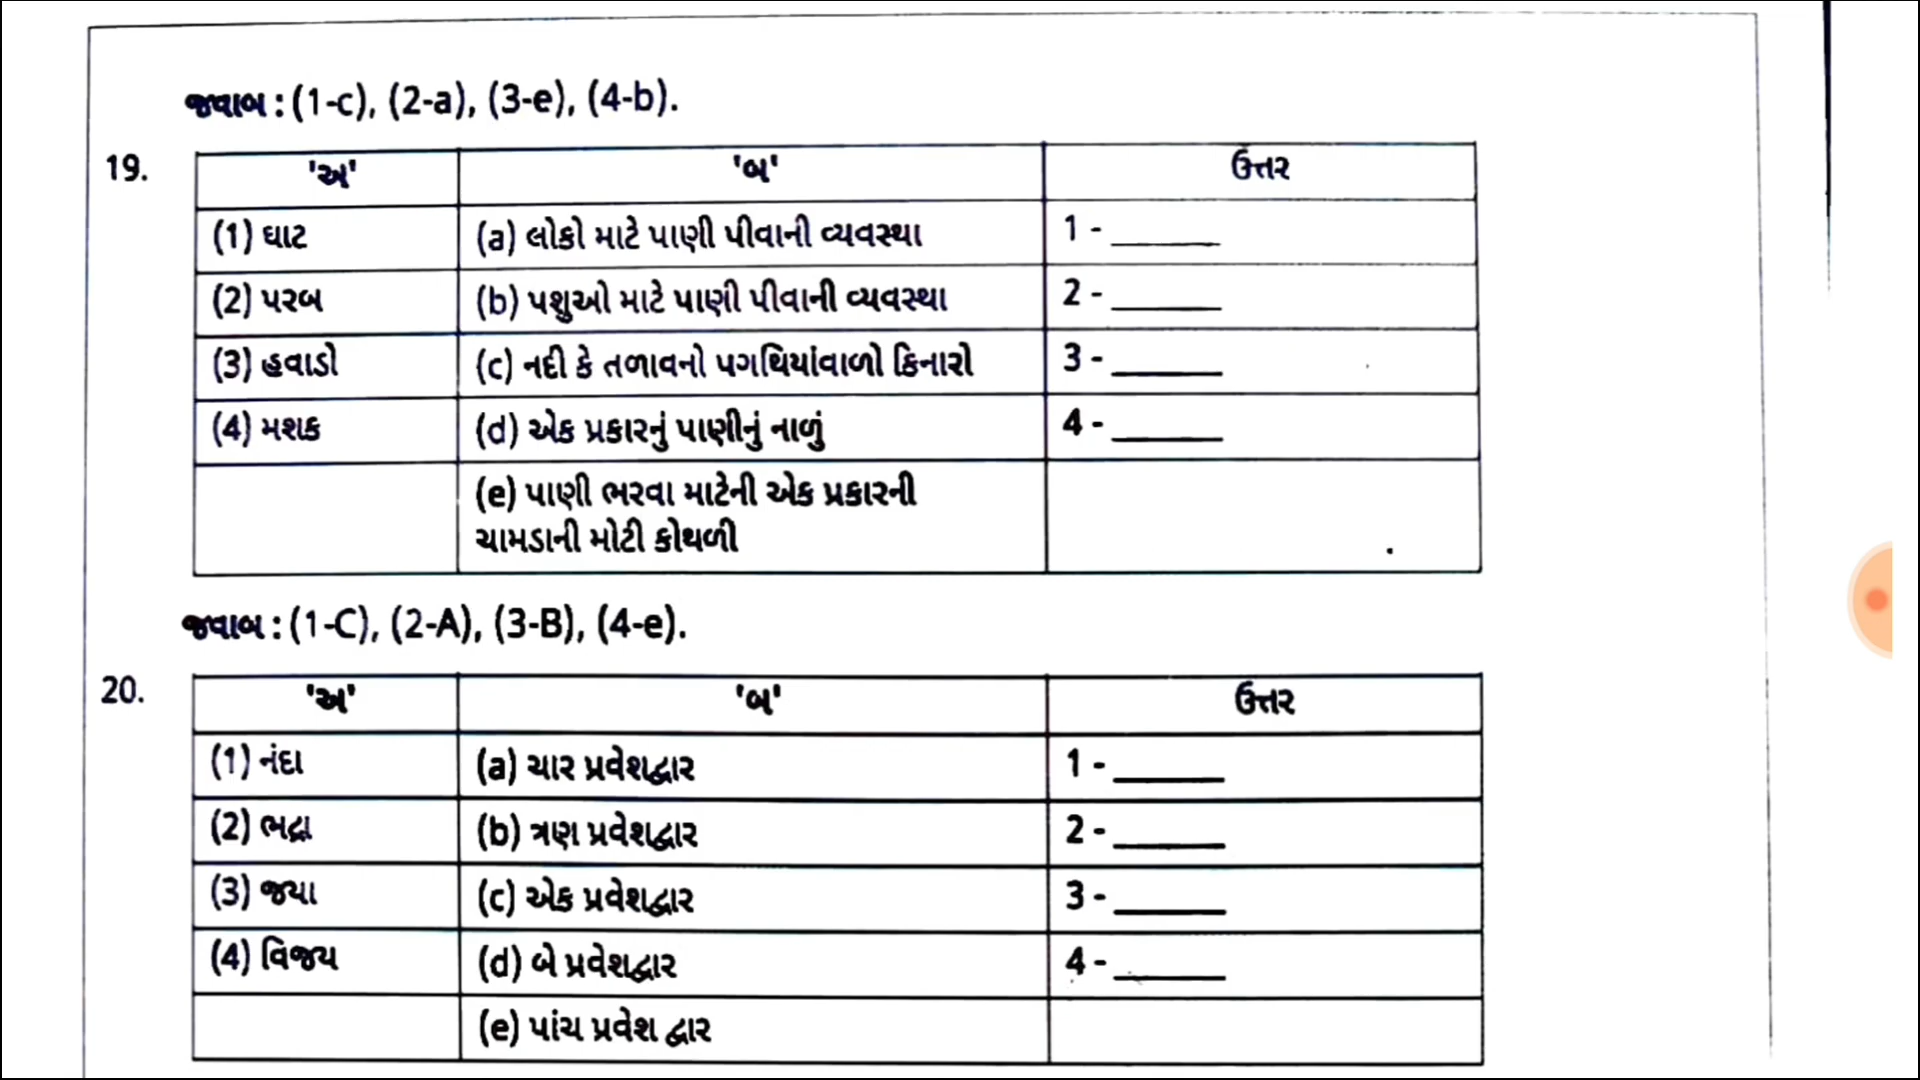 જવાબ : (1-c), (2-a), (3-e), (4-b).
19. 'અ' 'બ' ઉત્તર
(1) ઘાટ (a) લોકો માટે પાણી પીવાની વ્યવસ્થા 1 - ______
(2) પરબ (b) પશુઓ માટે પાણી પીવાની વ્યવસ્થા 2 - ______
(3) હવાડો (c) નદી કે તળાવનો પગથિયાંવાળો કિનારો 3 - ______
(4) મશક (d) એક પ્રકારનું પાણીનું નાળું 4 - ______
(e) પાણી ભરવા માટેની એક પ્રકારની
ચામડાની મોટી કોથળી
જવાબ : (1-C), (2-A), (3-B), (4-e).
20. 'અ' 'બ' ઉત્તર
(1) નંદા (a) ચાર પ્રવેશદ્વાર 1 - ______
(2) ભદ્રા (b) ત્રણ પ્રવેશદ્વાર 2 - ______
(3) જયા (c) એક પ્રવેશદ્વાર 3 - ______
(4) વિજય (d) બે પ્રવેશદ્વાર 4 - ______
(e) પાંચ પ્રવેશ દ્વાર